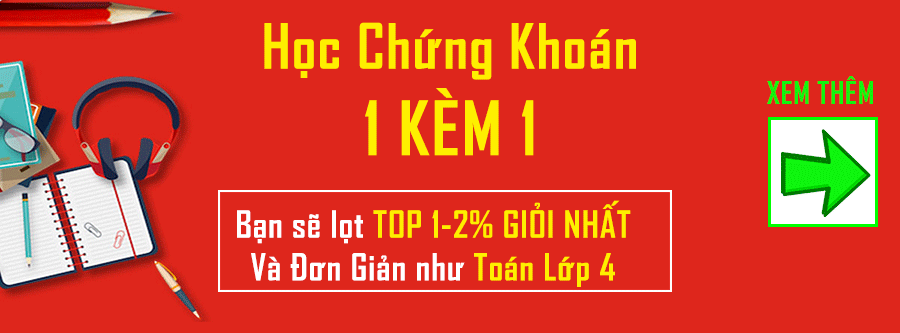 Học Chứng Khoán
1 KÈM 1
XEM THÊM
Bạn sẽ lọt TOP 1-2% GIỎI NHẤT
Và Đơn Giản như Toán Lớp 4